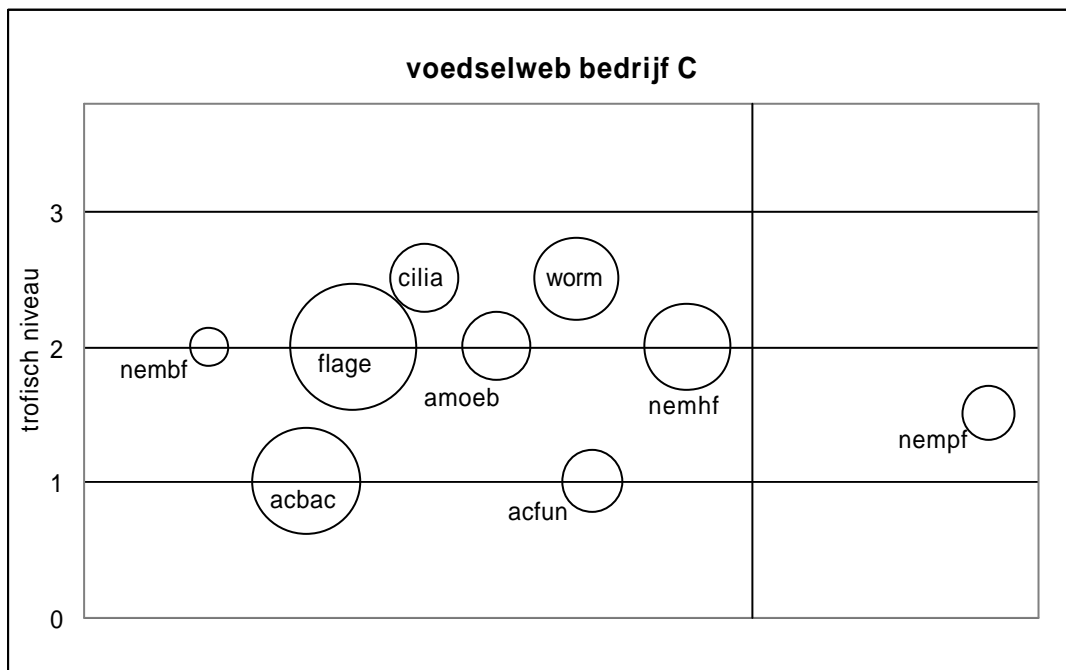 voedselweb bedrijf C
trofisch niveau
3
2
1
0
cilia
worm
nembf
flage
amoeb
nemhf
nempf
acbac
acfun